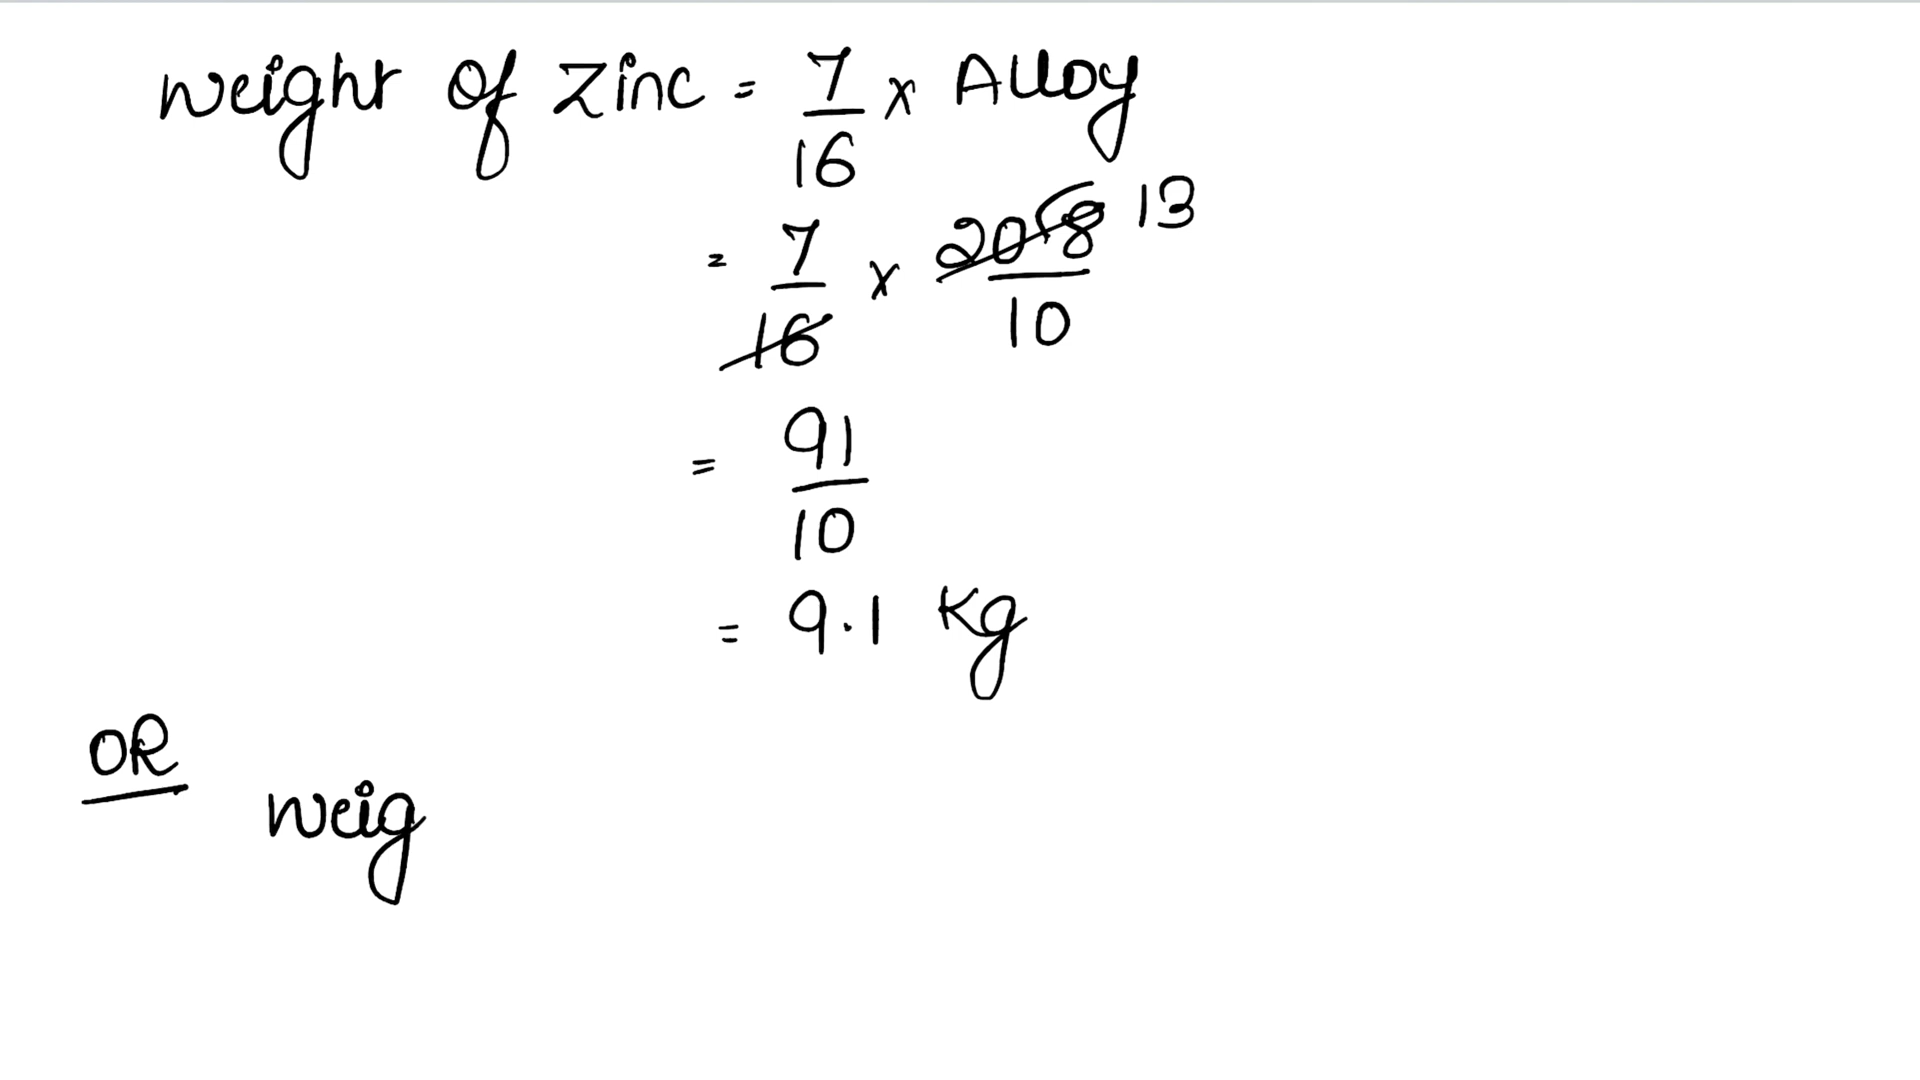 weight of zinc = 7/16 x Alloy
= 7/16 x 208/10 13
= 91/10
= 9.1 Kg
OR
weig